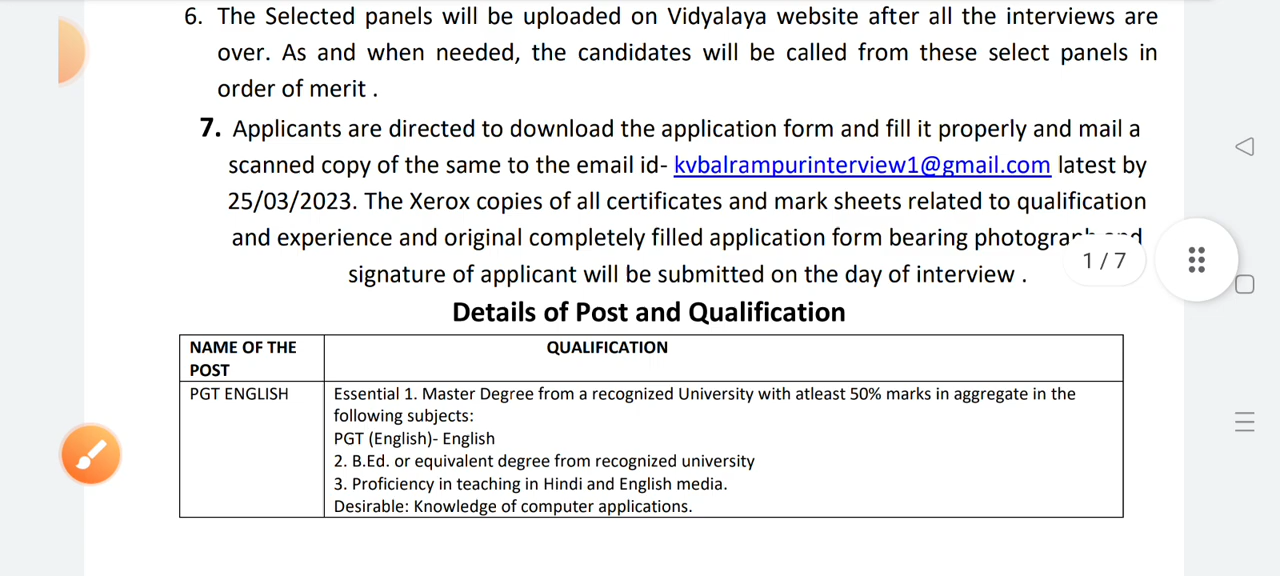 6. The Selected panels will be uploaded on Vidyalaya website after all the interviews are
over. As and when needed, the candidates will be called from these select panels in
order of merit .
7. Applicants are directed to download the application form and fill it properly and mail a
scanned copy of the same to the email id- kvbalrampurinterview1@gmail.com latest by
25/03/2023. The Xerox copies of all certificates and mark sheets related to qualification
and experience and original completely filled application form bearing
1 / 7
signature of applicant will be submitted on the day of interview .
Details of Post and Qualification
NAME OF THE POST
QUALIFICATION
PGT ENGLISH
Essential 1. Master Degree from a recognized University with atleast 50% marks in aggregate in the
following subjects:
PGT (English)- English
2. B.Ed. or equivalent degree from recognized university
3. Proficiency in teaching in Hindi and English media.
Desirable: Knowledge of computer applications.